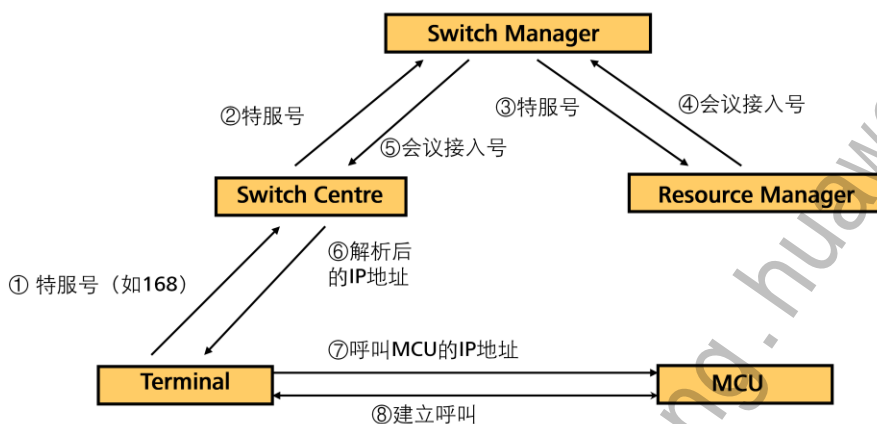 Switch Manager
②特服号
③特服号
④会议接入号
⑤会议接入号
Switch Centre
Resource Manager
⑥解析后
的IP地址
① 特服号（如168）
⑦呼叫MCU的IP地址
Terminal
MCU
⑧建立呼叫
ng.huawe